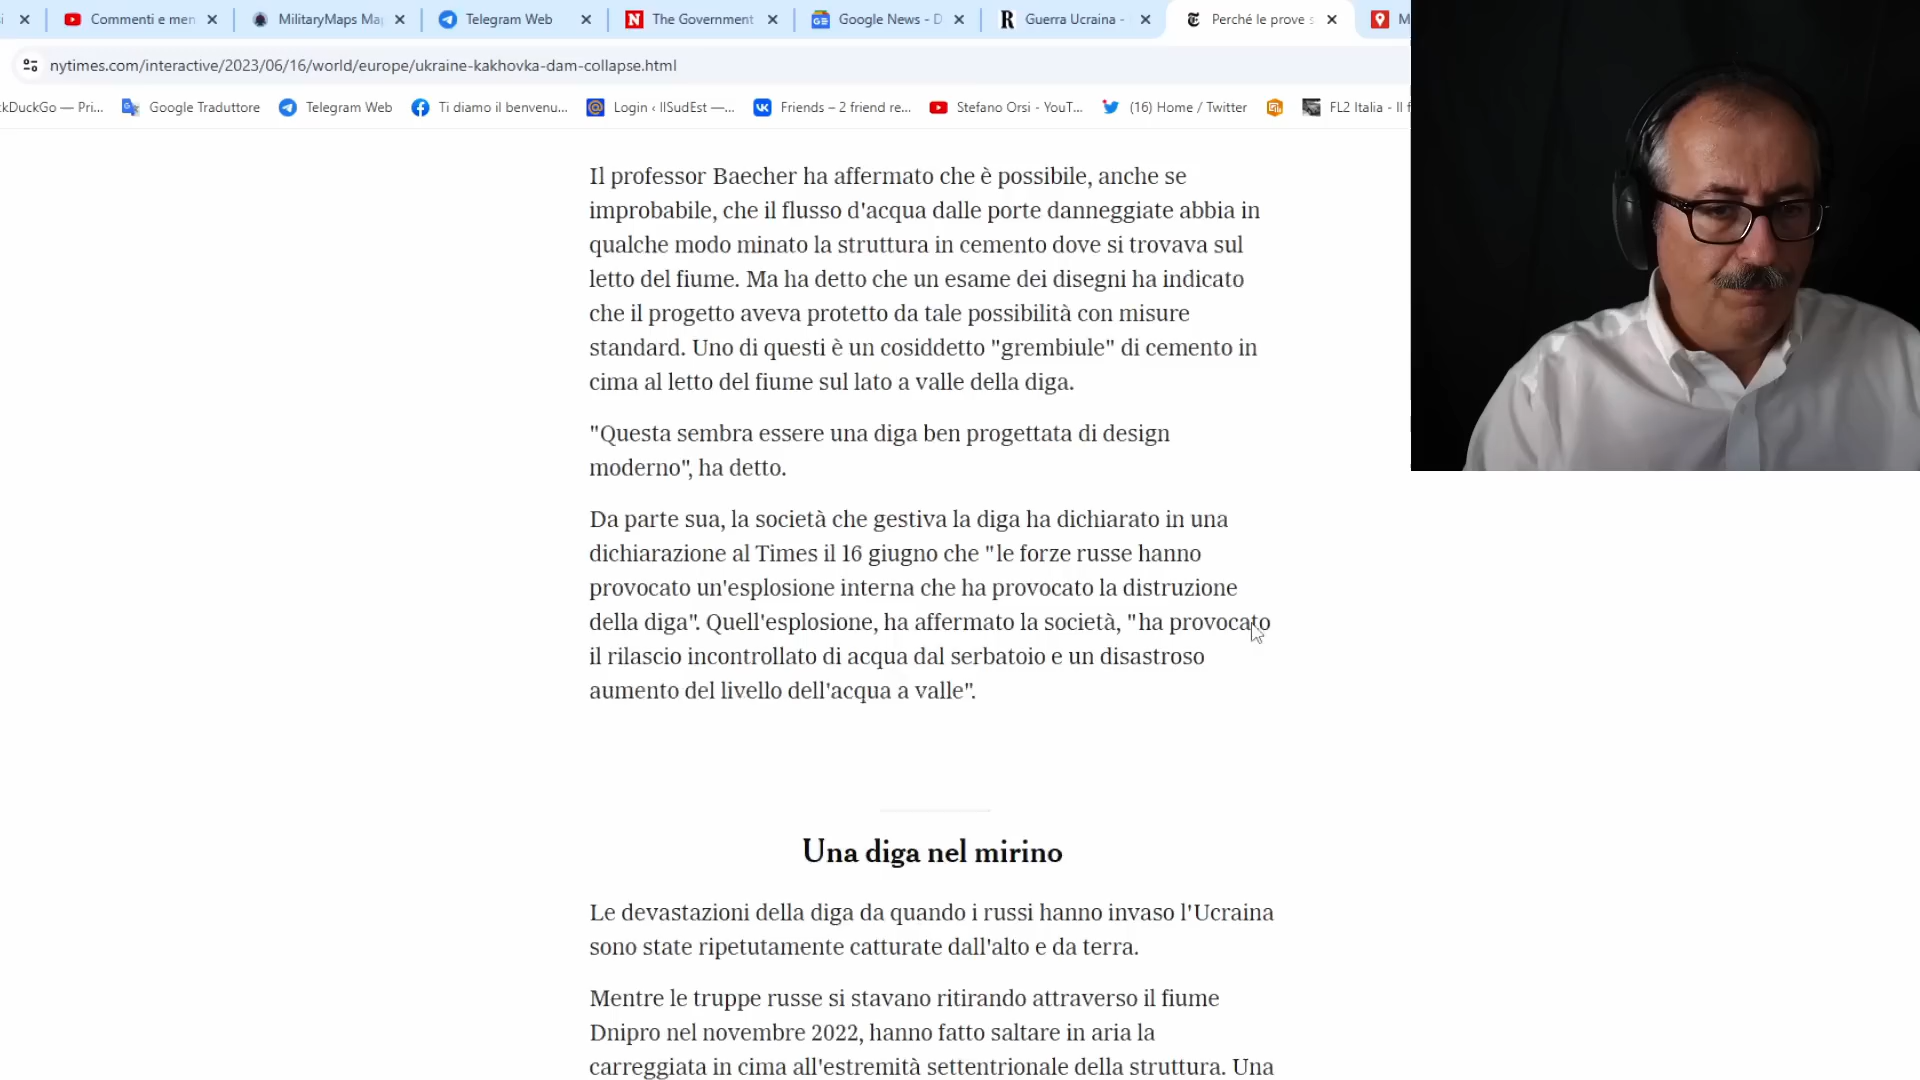 Commenti e men
MilitaryMaps Ma
Telegram Web
The Government
Google News - D
Guerra Ucraina -
Perché le prove s
M
nytimes.com/interactive/2023/06/16/world/europe/ukraine-kakhovka-dam-collapse.html
ckDuckGo — Pri...
Google Traduttore
Telegram Web
Ti diamo il benvenu...
Login ‹ IlSudEst —...
Friends – 2 friend re...
Stefano Orsi - YouT...
(16) Home / Twitter
FL2 Italia - Il f
Il professor Baecher ha affermato che è possibile, anche se
improbabile, che il flusso d'acqua dalle porte danneggiate abbia in
qualche modo minato la struttura in cemento dove si trovava sul
letto del fiume. Ma ha detto che un esame dei disegni ha indicato
che il progetto aveva protetto da tale possibilità con misure
standard. Uno di questi è un cosiddetto "grembiule" di cemento in
cima al letto del fiume sul lato a valle della diga.
"Questa sembra essere una diga ben progettata di design
moderno", ha detto.
Da parte sua, la società che gestiva la diga ha dichiarato in una
dichiarazione al Times il 16 giugno che "le forze russe hanno
provocato un'esplosione interna che ha provocato la distruzione
della diga". Quell'esplosione, ha affermato la società, "ha provocato
il rilascio incontrollato di acqua dal serbatoio e un disastroso
aumento del livello dell'acqua a valle".
Una diga nel mirino
Le devastazioni della diga da quando i russi hanno invaso l'Ucraina
sono state ripetutamente catturate dall'alto e da terra.
Mentre le truppe russe si stavano ritirando attraverso il fiume
Dnipro nel novembre 2022, hanno fatto saltare in aria la
carreggiata in cima all'estremità settentrionale della struttura. Una